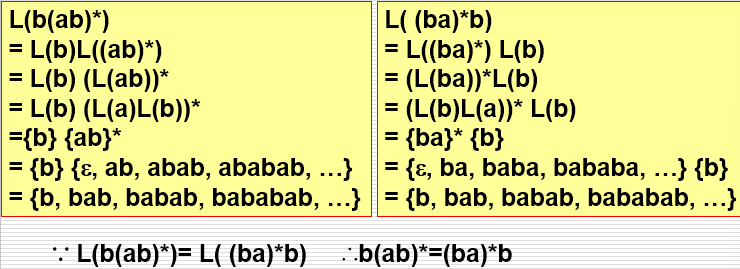 L(b(ab)*)
= L(b)L((ab)*)
= L(b) (L(ab))*
= L(b) (L(a)L(b))*
={b} {ab}*
= {b} {ε, ab, abab, ababab, …}
= {b, bab, babab, bababab, …}
L( (ba)*b)
= L((ba)*) L(b)
= (L(ba))*L(b)
= (L(b)L(a))* L(b)
= {ba}* {b}
= {ε, ba, baba, bababa, …} {b}
= {b, bab, babab, bababab, …}
∵ L(b(ab)*)= L( (ba)*b) ∴b(ab)*=(ba)*b